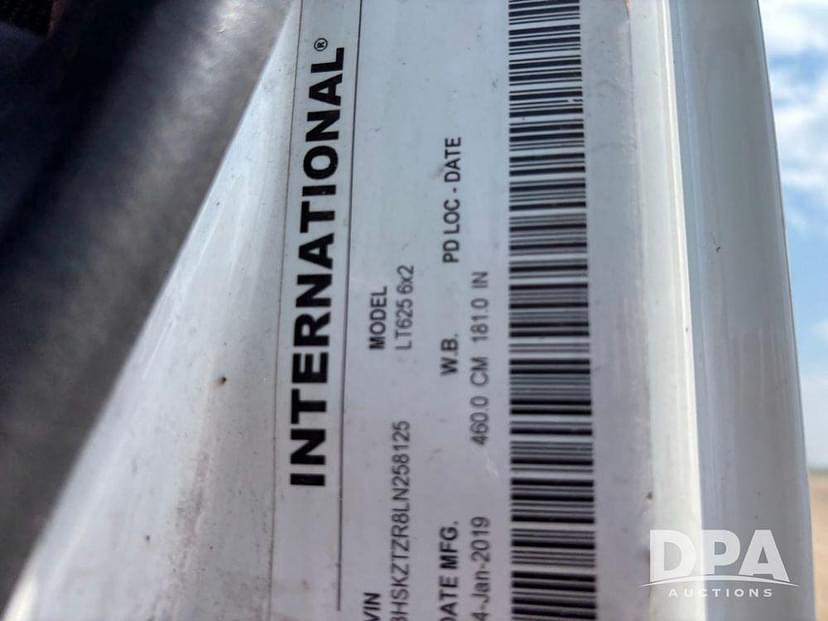 INTERNATIONAL®
VIN MODEL
3HSKZTZR8LN258125 LT625 6x2
DATE MFG. W.B. PD LOC - DATE
4-Jan-2019 460.0 CM 181.0 IN
DPA
AUCTIONS